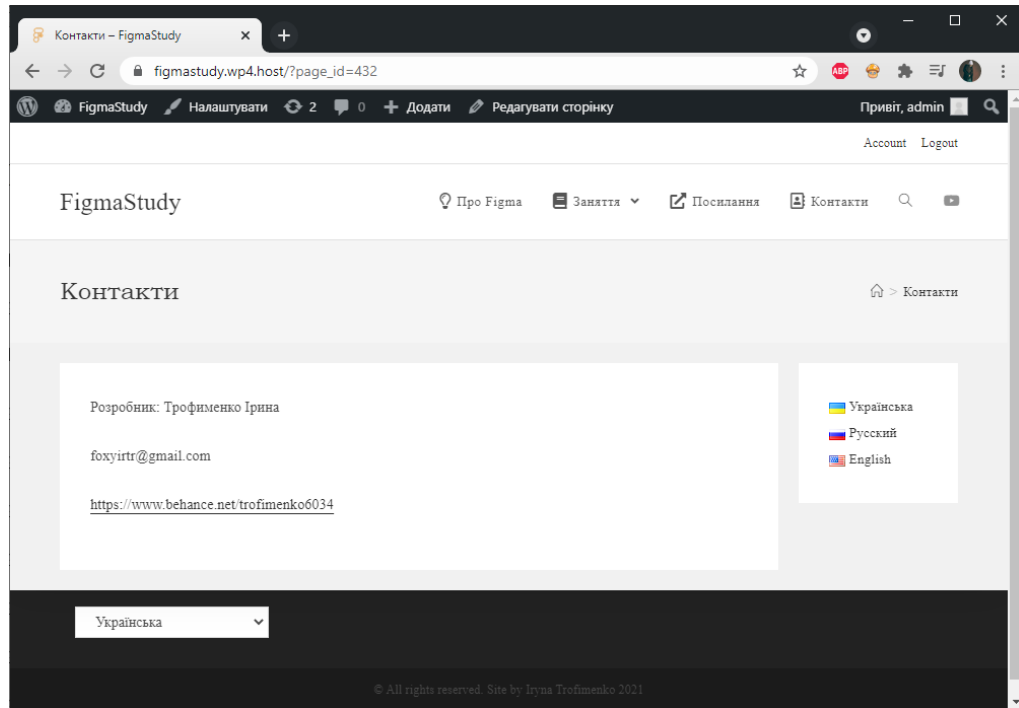 Контакти – FigmaStudy
figmastudy.wp4.host/?page_id=432
ABP
FigmaStudy Налаштувати 2 0 Додати Редагувати сторінку Привіт, admin
Account Logout
FigmaStudy Про Figma Заняття Посилання Контакти
Контакти > Контакти
Розробник: Трофименко Ірина
foxyirtr@gmail.com
https://www.behance.net/trofimenko6034
Українська
Русский
English
Українська
© All rights reserved. Site by Iryna Trofimenko 2021